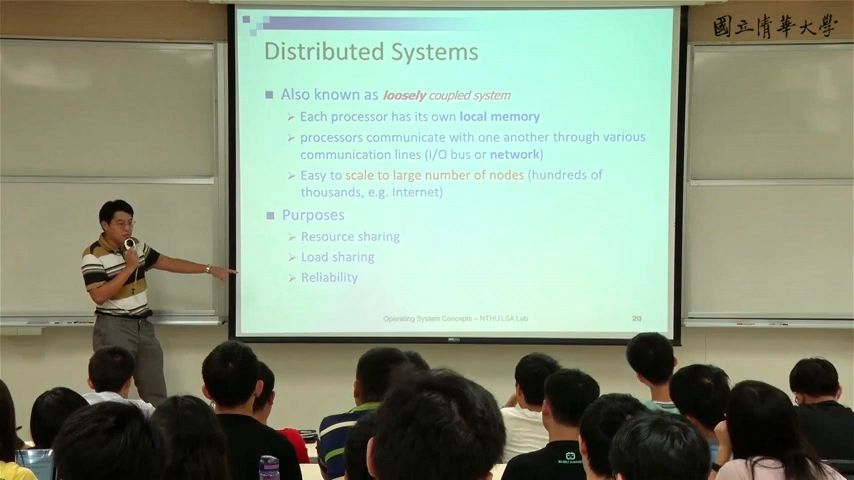 國立清華大學
Distributed Systems
Also known as loosely coupled system
Each processor has its own local memory
processors communicate with one another through various
communication lines (I/O bus or network)
Easy to scale to large number of nodes (hundreds of
thousands, e.g. Internet)
Purposes
Resource sharing
Load sharing
Reliability
Operating System Concepts – NTHU LSA Lab
20